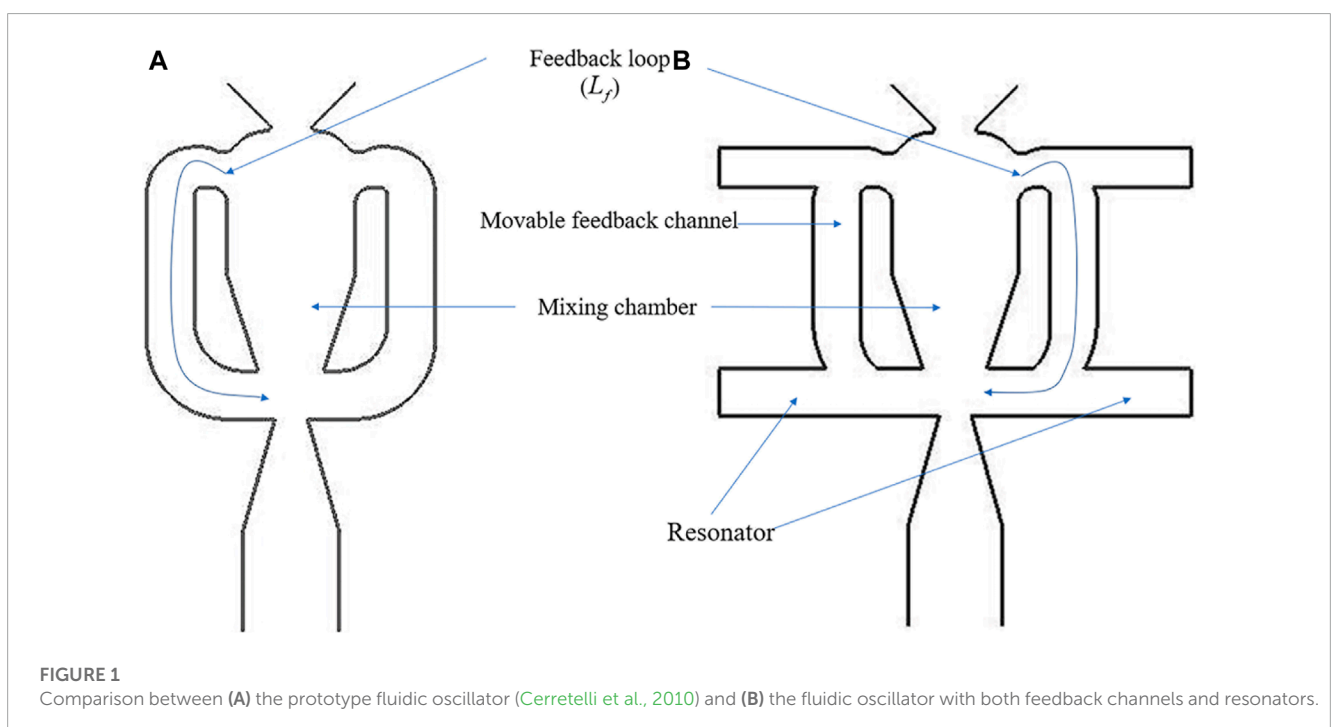 A
Feedback loop
(L_f)
B
Movable feedback channel
Mixing chamber
Resonator
FIGURE 1
Comparison between (A) the prototype fluidic oscillator (Cerretelli et al., 2010) and (B) the fluidic oscillator with both feedback channels and resonators.